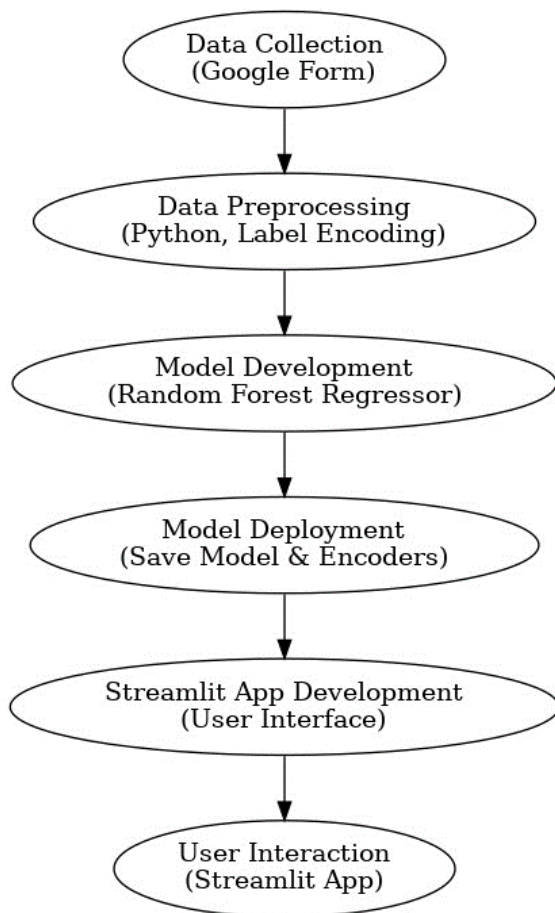 Data Collection
(Google Form)
Data Preprocessing
(Python, Label Encoding)
Model Development
(Random Forest Regressor)
Model Deployment
(Save Model & Encoders)
Streamlit App Development
(User Interface)
User Interaction
(Streamlit App)